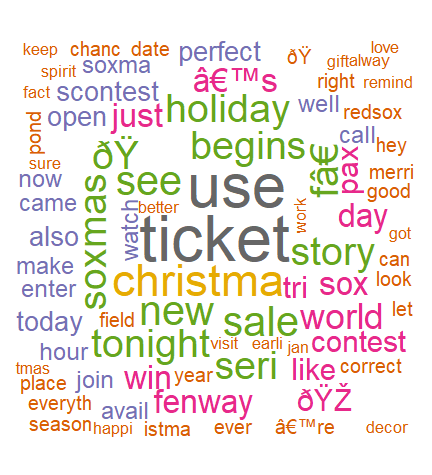 keep chanc date perfect ðŸ love
spirit soxma â€™s giftalway
fact scontest right remind
open just holiday well redsox
pond ðŸ begins call hey
sure see use fâ€ pax merri
now soxmas good
came watch better work day got
also ticket story can
make christma tri sox look
enter new sale world let
today field visit earli jan contest
hour tonight seri like correct
tmas place join win year ðŸŽ
everyth avail fenway
season happi istma ever â€™re decor